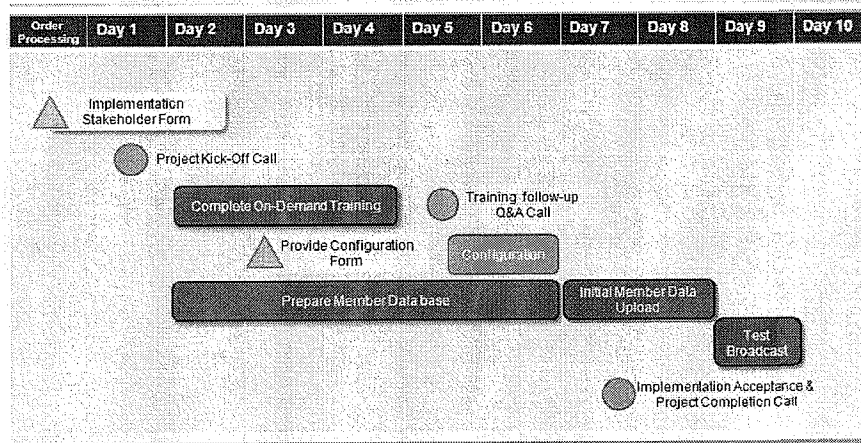 Order
Processing
Day 1
Day 2
Day 3
Day 4
Day 5
Day 6
Day 7
Day 8
Day 9
Day 10
Implementation
Stakeholder Form
Project Kick-Off Call
Complete On-Demand Training
Training follow-up
Q&A Call
Provide Configuration
Form
Configuration
Prepare Member Data base
Initial Member Data
Upload
Test
Broadcast
Implementation Acceptance &
Project Completion Call